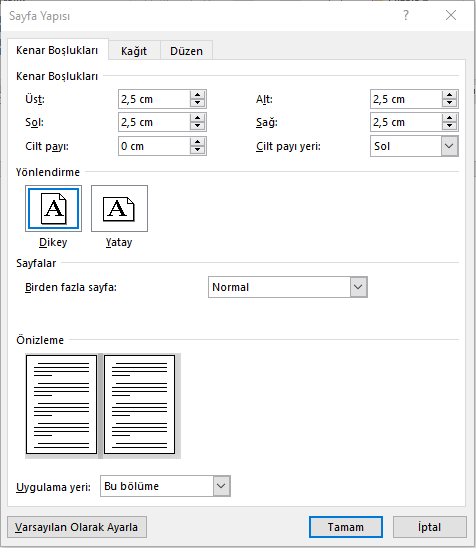 Sayfa Yapısı
? ×
Kenar Boşlukları Kağıt Düzen
Kenar Boşlukları
Üst: 2,5 cm Alt: 2,5 cm
Sol: 2,5 cm Sağ: 2,5 cm
Cilt payı: 0 cm Cilt payı yeri: Sol
Yönlendirme
A A
Dikey Yatay
Sayfalar
Birden fazla sayfa: Normal
Önizleme
Uygulama yeri: Bu bölüme
Varsayılan Olarak Ayarla Tamam İptal